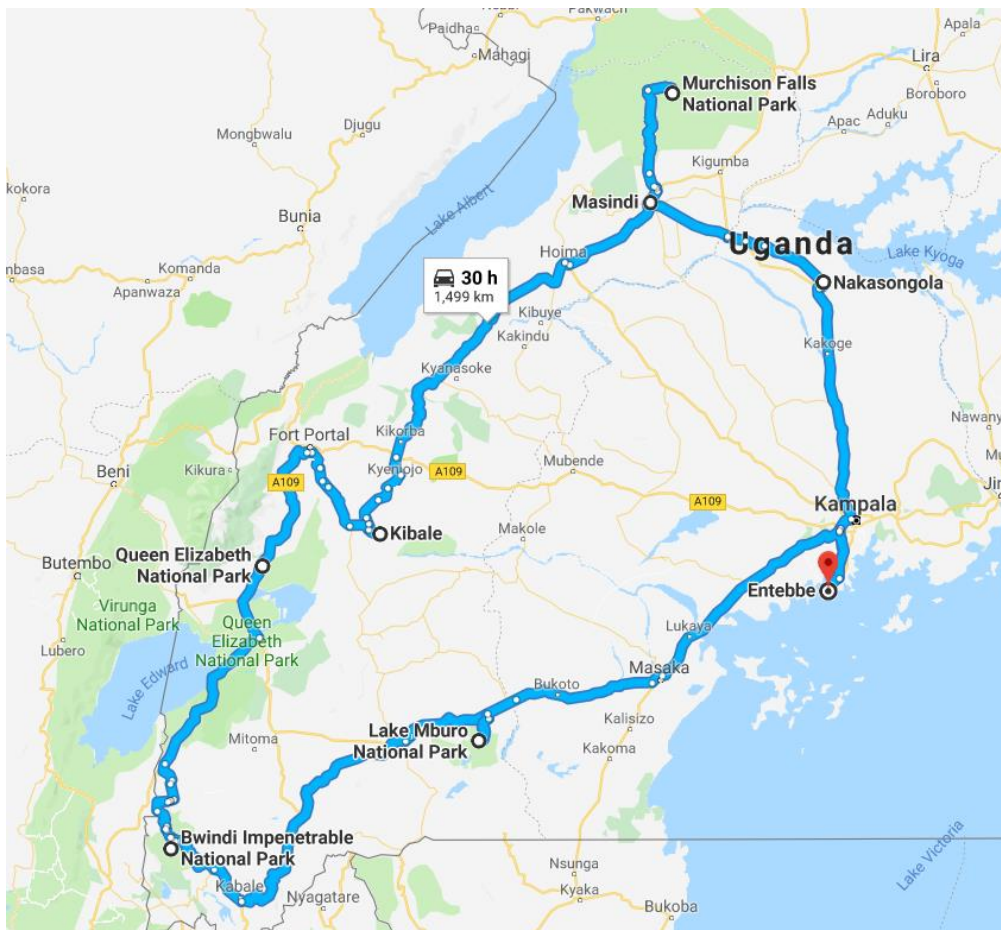 Pakwach
Paidha
Mahagi
Murchison Falls
National Park
Lira
Apala
Boroboro
Aduku
Apac
Djugu
Mongbwalu
kokora
Kigumba
Lake Albert
Masindi
Bunia
Uganda
Hoima
Lake Kyoga
mbasa
Komanda
30 h
1,499 km
Nakasongola
Apanwaza
Kibuye
Kakindu
Kakoge
Kyanasoke
Nawany
Fort Portal
Kikorba
Beni
Kikura
Kyenjojo
A109
Mubende
A109
A109
Kampala
Jin
Kibale
Makole
Queen Elizabeth
National Park
Butembo
Entebbe
Virunga
National Park
Queen
Elizabeth
National Park
Lubero
Lukaya
Lake Edward
Masaka
Bukoto
Kalisizo
Mitoma
Lake Mburo
National Park
Kakoma
Bwindi Impenetrable
National Park
Kabale
Nyagatare
Nsunga
Kyaka
Bukoba
Lake Victoria